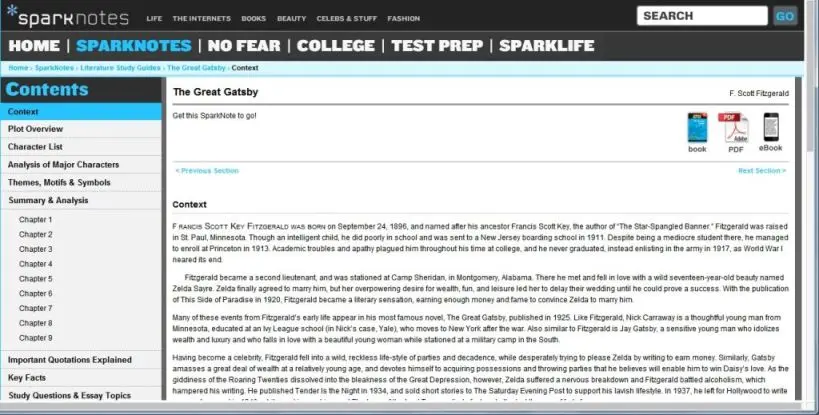 *sparknotes LIFE THE INTERNETS BOOKS BEAUTY CELEBS & STUFF FASHION SEARCH GO
HOME | SPARKNOTES | NO FEAR | COLLEGE | TEST PREP | SPARKLIFE
Home › SparkNotes › Literature Study Guides › The Great Gatsby › Context
Contents
Context
Plot Overview
Character List
Analysis of Major Characters
Themes, Motifs & Symbols
Summary & Analysis
Chapter 1
Chapter 2
Chapter 3
Chapter 4
Chapter 5
Chapter 6
Chapter 7
Chapter 8
Chapter 9
Important Quotations Explained
Key Facts
Study Questions & Essay Topics
The Great Gatsby F. Scott Fitzgerald
Get this SparkNote to go!
PDF
Adobe
book PDF eBook
< Previous Section Next Section >
Context
FRANCIS SCOTT KEY FITZGERALD WAS BORN on September 24, 1896, and named after his ancestor Francis Scott Key, the author of "The Star-Spangled Banner." Fitzgerald was raised
in St. Paul, Minnesota. Though an intelligent child, he did poorly in school and was sent to a New Jersey boarding school in 1911. Despite being a mediocre student there, he managed
to enroll at Princeton in 1913. Academic troubles and apathy plagued him throughout his time at college, and he never graduated, instead enlisting in the army in 1917, as World War I
neared its end.
Fitzgerald became a second lieutenant, and was stationed at Camp Sheridan, in Montgomery, Alabama. There he met and fell in love with a wild seventeen-year-old beauty named
Zelda Sayre. Zelda finally agreed to marry him, but her overpowering desire for wealth, fun, and leisure led her to delay their wedding until he could prove a success. With the publication
of This Side of Paradise in 1920, Fitzgerald became a literary sensation, earning enough money and fame to convince Zelda to marry him.
Many of these events from Fitzgerald's early life appear in his most famous novel, The Great Gatsby, published in 1925. Like Fitzgerald, Nick Carraway is a thoughtful young man from
Minnesota, educated at an Ivy League school (in Nick's case, Yale), who moves to New York after the war. Also similar to Fitzgerald is Jay Gatsby, a sensitive young man who idolizes
wealth and luxury and who falls in love with a beautiful young woman while stationed at a military camp in the South.
Having become a celebrity, Fitzgerald fell into a wild, reckless life-style of parties and decadence, while desperately trying to please Zelda by writing to earn money. Similarly, Gatsby
amasses a great deal of wealth at a relatively young age, and devotes himself to acquiring possessions and throwing parties that he believes will enable him to win Daisy's love. As the
giddiness of the Roaring Twenties dissolved into the bleakness of the Great Depression, however, Zelda suffered a nervous breakdown and Fitzgerald battled alcoholism, which
hampered his writing. He published Tender Is the Night in 1934, and sold short stories to The Saturday Evening Post to support his lavish lifestyle. In 1937, he left for Hollywood to write